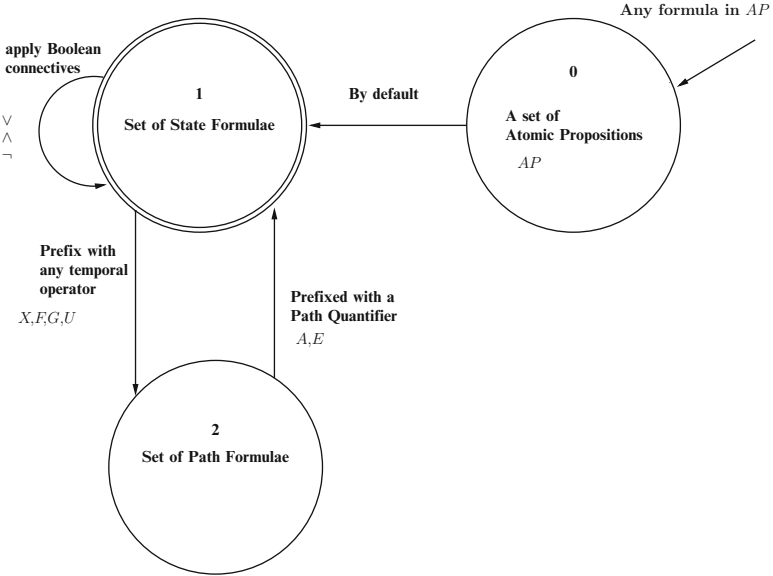 Any formula in AP
apply Boolean
connectives
∨
∧
¬
1
Set of State Formulae
By default
0
A set of
Atomic Propositions
AP
Prefix with
any temporal
operator
X,F,G,U
Prefixed with a
Path Quantifier
A,E
2
Set of Path Formulae